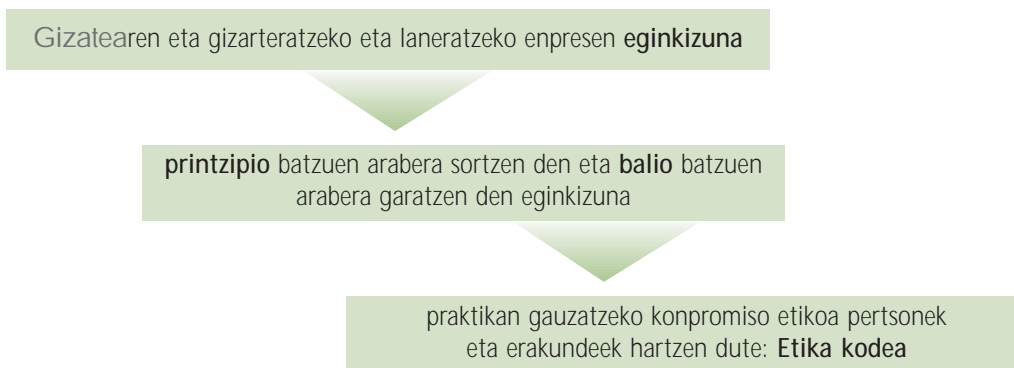 Gizatearen eta gizarteratzeko eta laneratzeko enpresen eginkizuna
printzipio batzuen arabera sortzen den eta balio batzuen
arabera garatzen den eginkizuna
praktikan gauzatzeko konpromiso etikoa pertsonek
eta erakundeek hartzen dute: Etika kodea